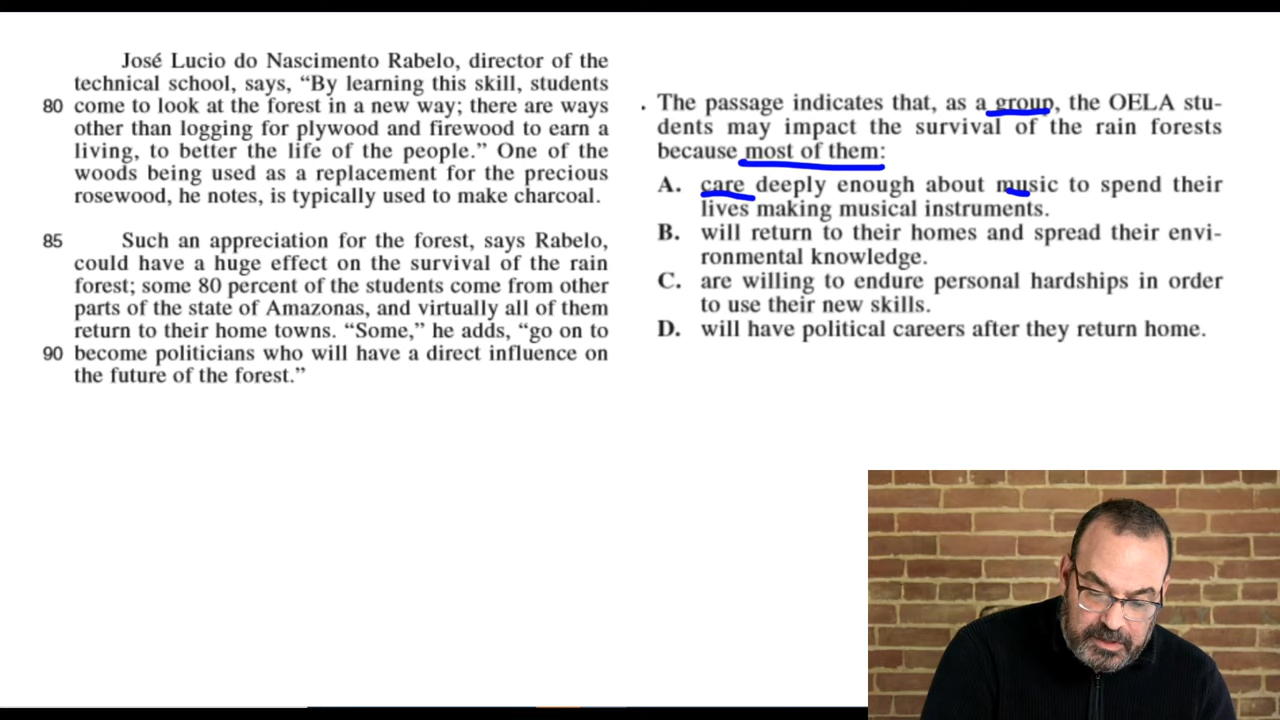 José Lucio do Nascimento Rabelo, director of the
technical school, says, “By learning this skill, students
80 come to look at the forest in a new way; there are ways
other than logging for plywood and firewood to earn a
living, to better the life of the people.” One of the
woods being used as a replacement for the precious
rosewood, he notes, is typically used to make charcoal.
85 Such an appreciation for the forest, says Rabelo,
could have a huge effect on the survival of the rain
forest; some 80 percent of the students come from other
parts of the state of Amazonas, and virtually all of them
return to their home towns. “Some,” he adds, “go on to
90 become politicians who will have a direct influence on
the future of the forest.”
. The passage indicates that, as a group, the OELA stu-
dents may impact the survival of the rain forests
because most of them:
A. care deeply enough about music to spend their
lives making musical instruments.
B. will return to their homes and spread their envi-
ronmental knowledge.
C. are willing to endure personal hardships in order
to use their new skills.
D. will have political careers after they return home.